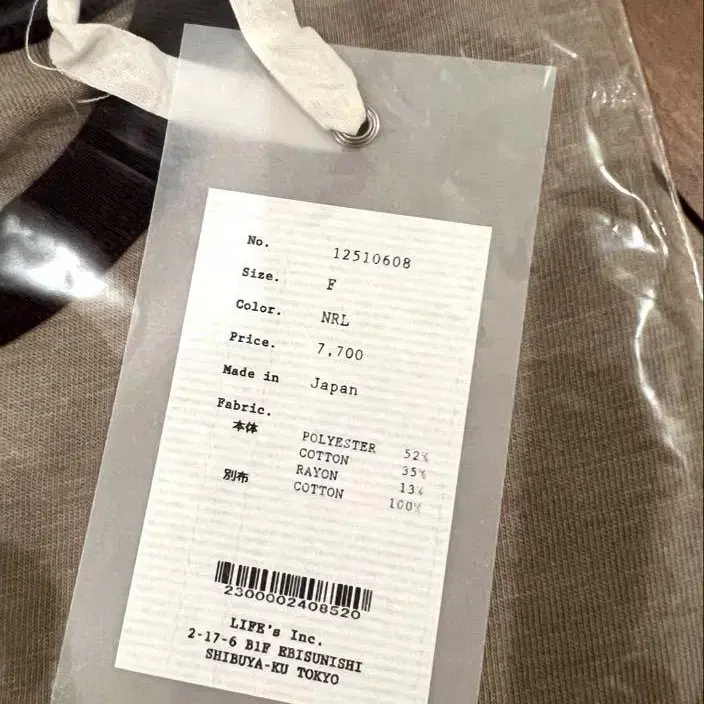 No. 12510608
Size. F
Color. NRL
Price. 7,700
Made in Japan
Fabric.
本体 POLYESTER 52%
COTTON 35%
RAYON 13%
別布 COTTON 100%
2300002408520
LIFE's Inc.
2-17-6 B1F EBISUNISHI
SHIBUYA-KU TOKYO